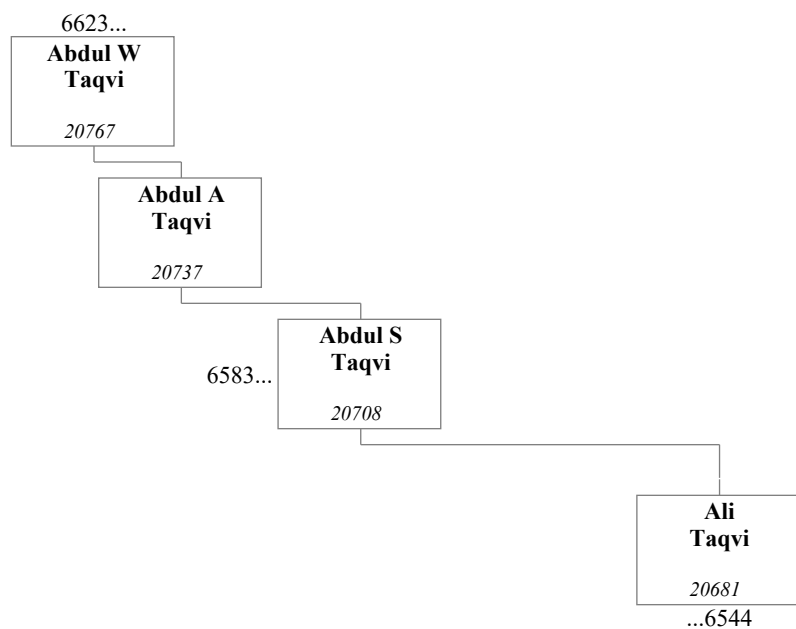 6623...
Abdul W
Taqvi
20767
Abdul A
Taqvi
20737
Abdul S
Taqvi
6583...
20708
Ali
Taqvi
20681
...6544